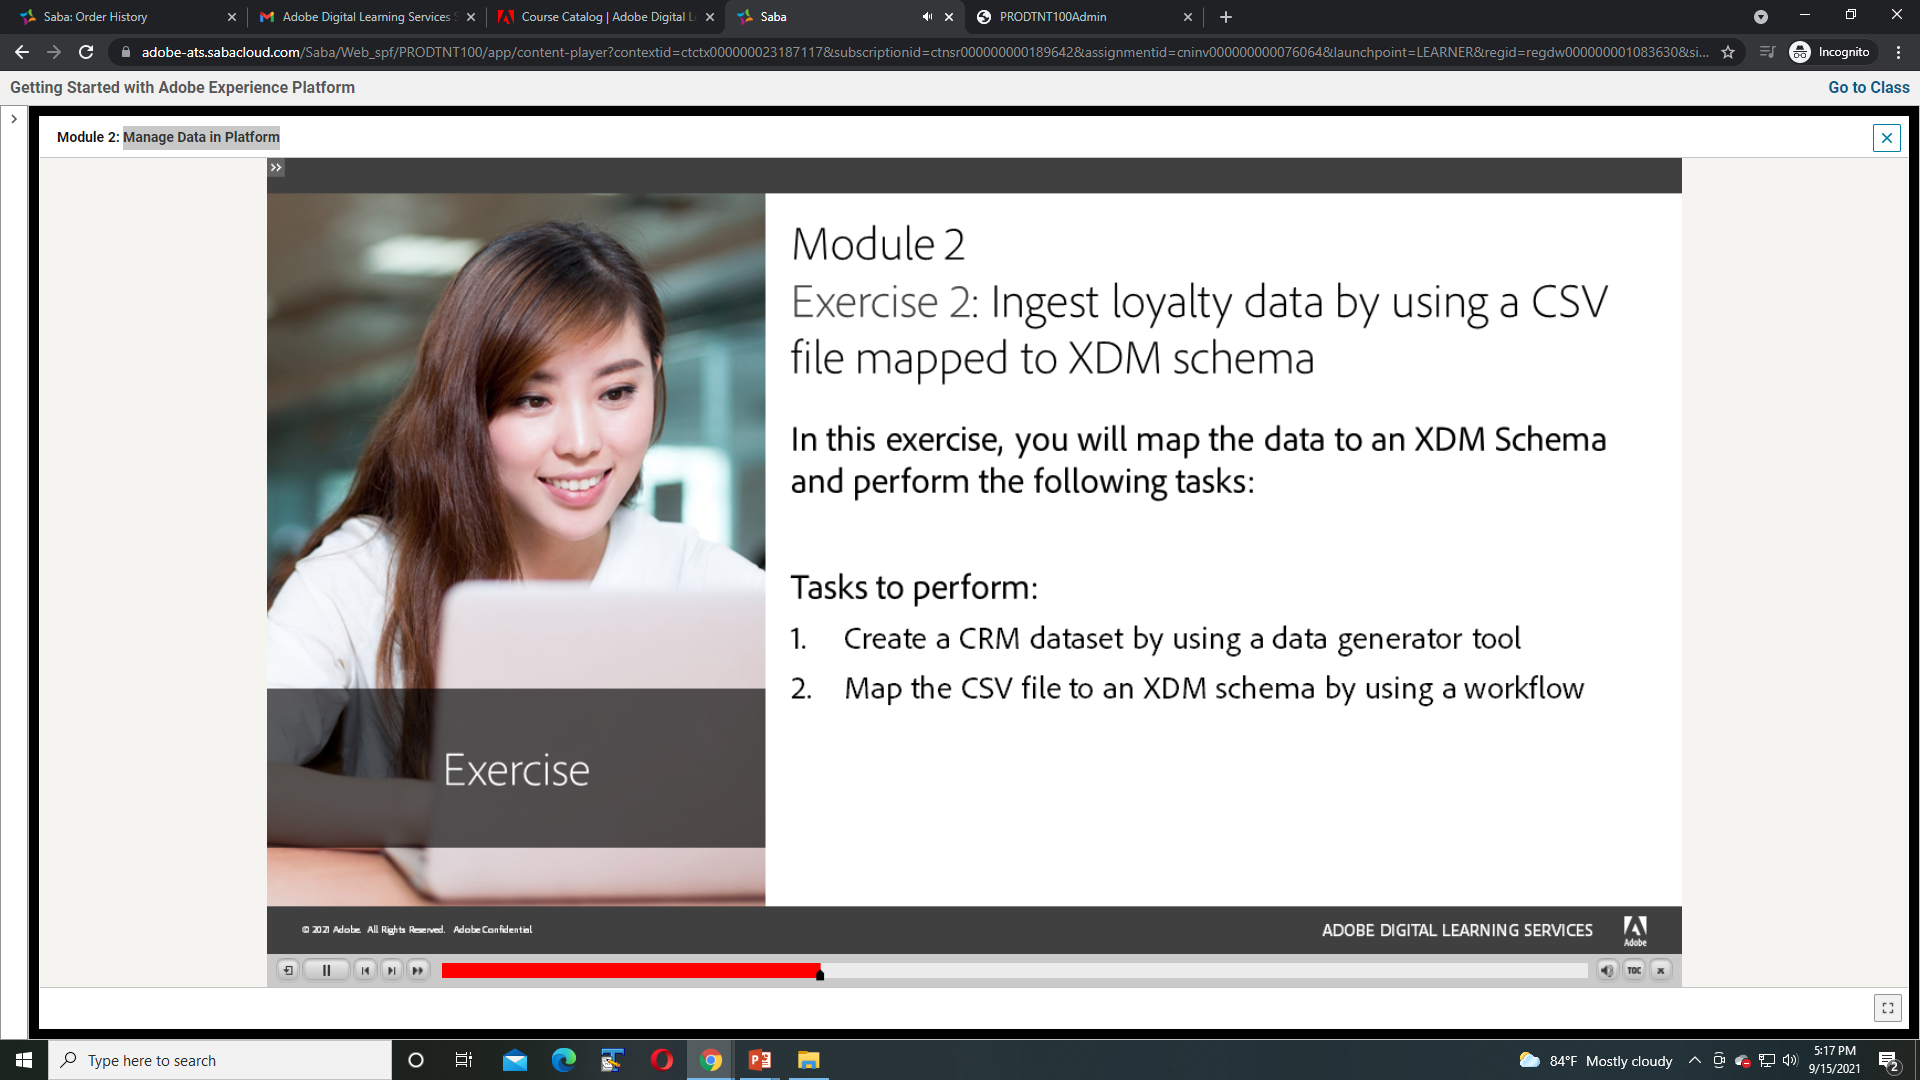 Saba: Order History
Adobe Digital Learning Services
Course Catalog | Adobe Digital L
Saba
PRODTNT100Admin
adobe-ats.sabacloud.com/Saba/Web_spf/PRODTNT100/app/content-player?contextid=ctctx000000023187117&subscriptionid=ctnsr000000000189642&assignmentid=cninv000000000076064&launchpoint=LEARNER&regid=regdw000000001083630&si...
Incognito
Getting Started with Adobe Experience Platform
Go to Class
Module 2: Manage Data in Platform
Module 2
Exercise 2: Ingest loyalty data by using a CSV
file mapped to XDM schema
In this exercise, you will map the data to an XDM Schema
and perform the following tasks:
Tasks to perform:
1. Create a CRM dataset by using a data generator tool
2. Map the CSV file to an XDM schema by using a workflow
Exercise
© 2021 Adobe. All Rights Reserved. Adobe Confidential
ADOBE DIGITAL LEARNING SERVICES
Adobe
TOC
Type here to search
84°F Mostly cloudy
5:17 PM
9/15/2021
2